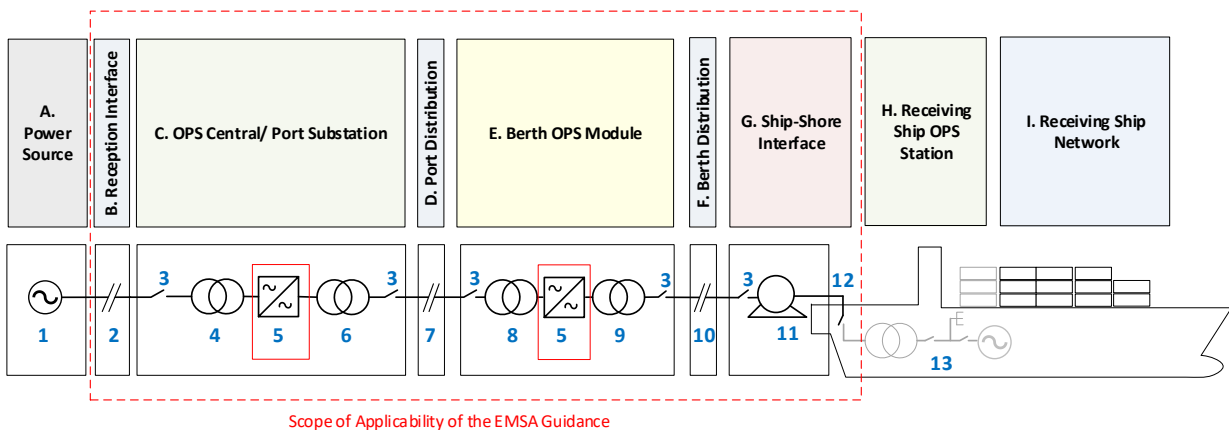 A.
Power
Source
B. Reception Interface
C. OPS Central/ Port Substation
D. Port Distribution
E. Berth OPS Module
F. Berth Distribution
G. Ship-Shore
Interface
H. Receiving
Ship OPS
Station
I. Receiving Ship
Network
3
3
3
3
3
12
1
2
4
5
6
7
8
5
9
10
11
13
Scope of Applicability of the EMSA Guidance